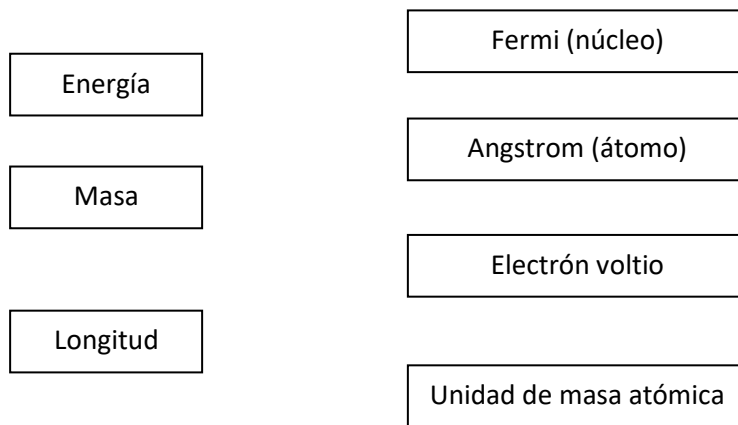 Energía
Masa
Longitud
Fermi (núcleo)
Angstrom (átomo)
Electrón voltio
Unidad de masa atómica